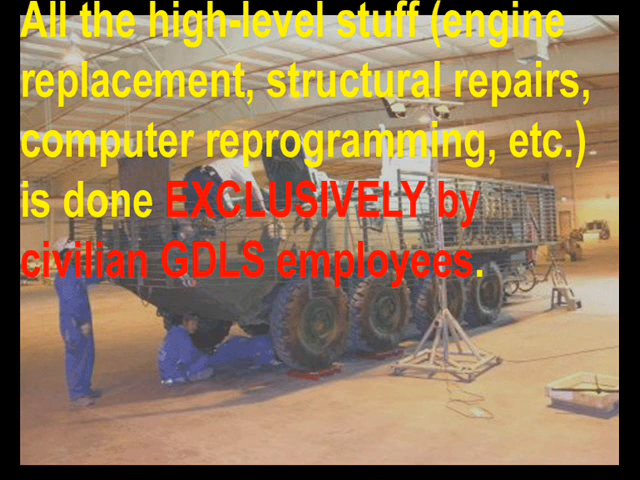 All the high-level stuff (engine
replacement, structural repairs,
computer reprogramming, etc.)
is done EXCLUSIVELY by
civilian GDLS employees.